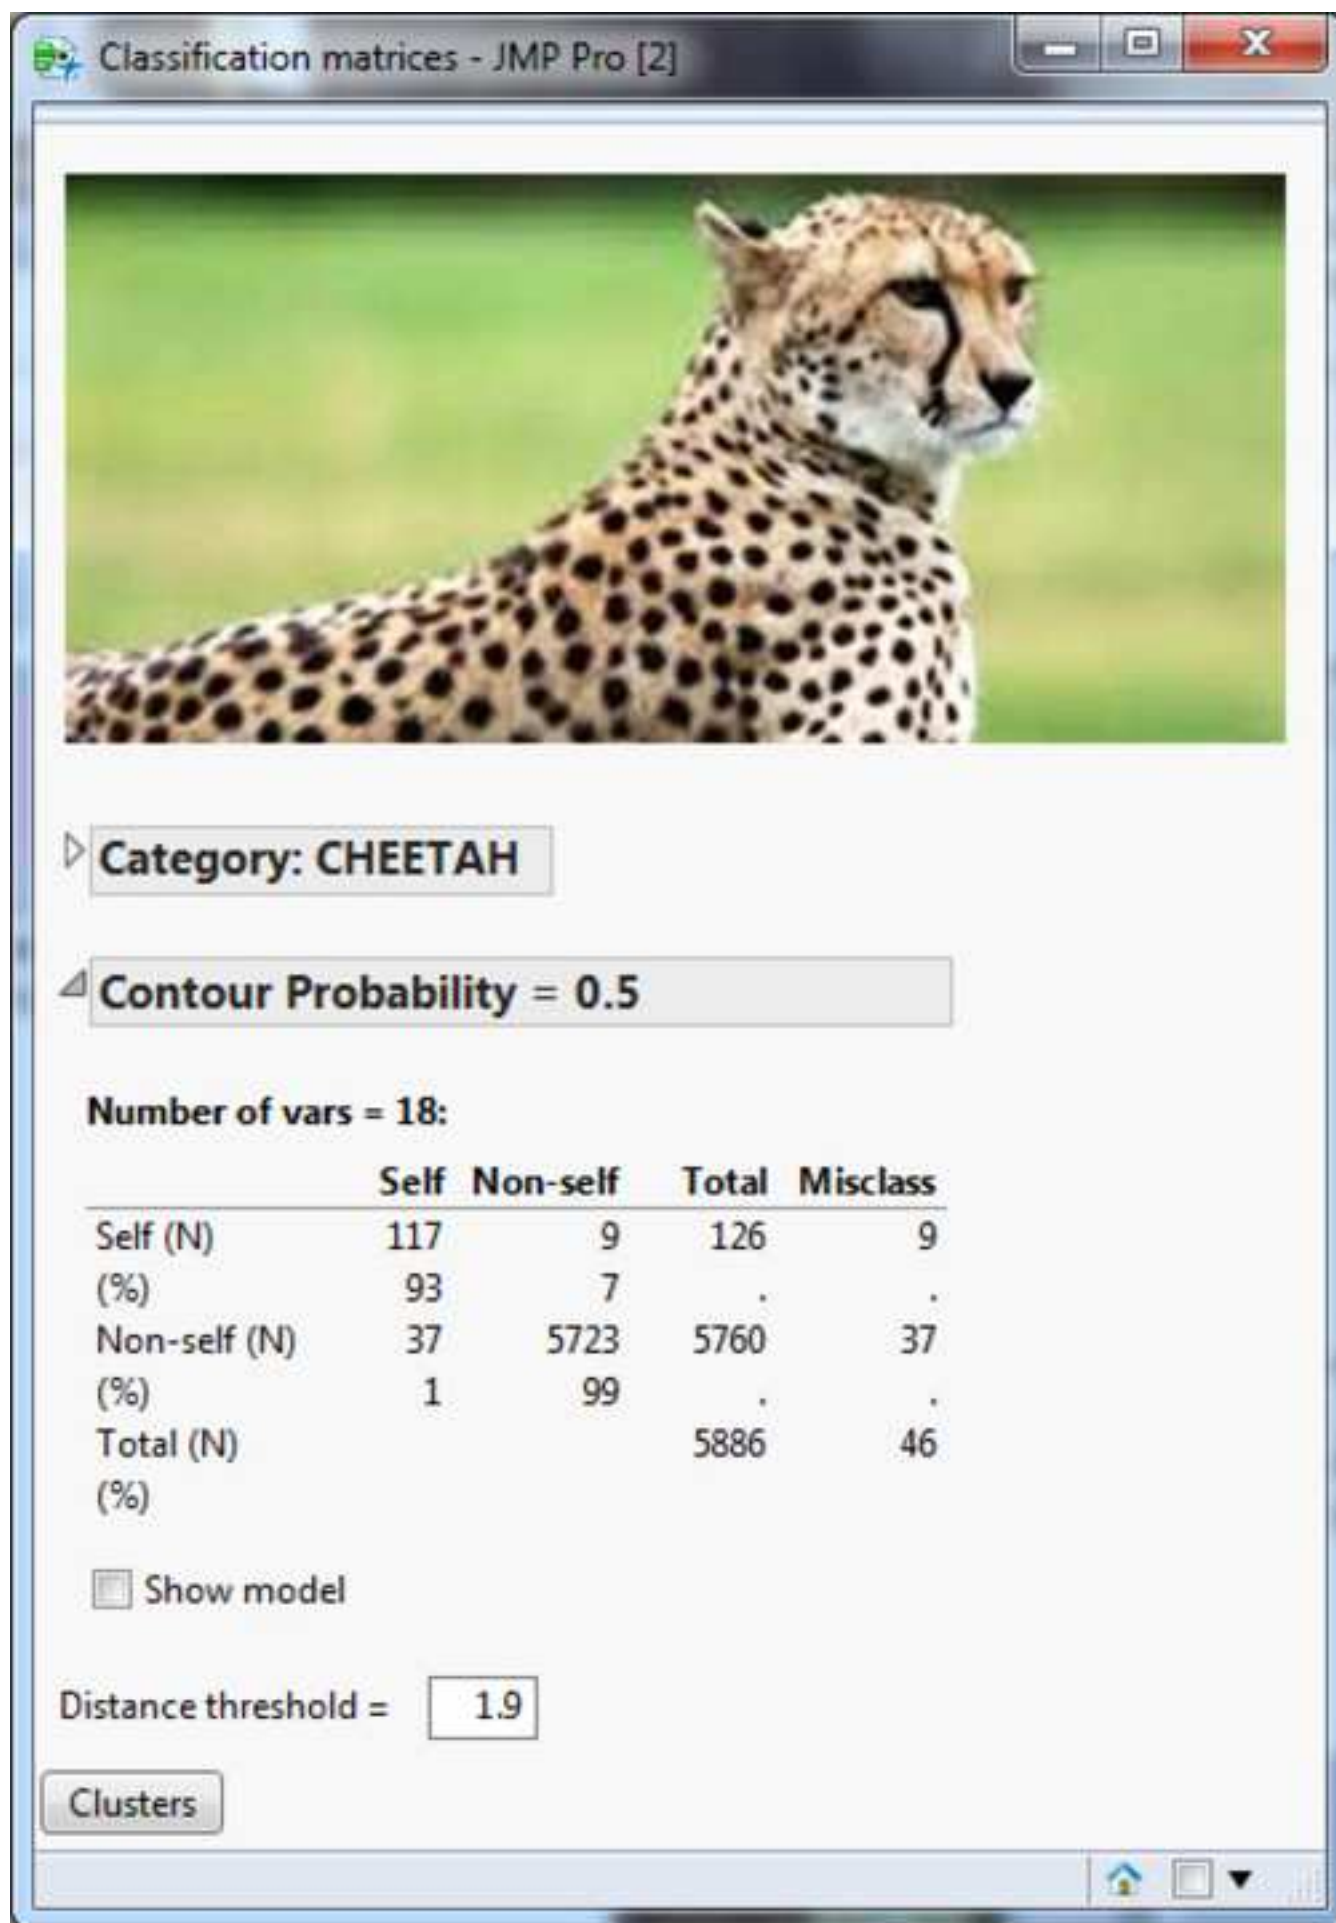 Classification matrices - JMP Pro [2]
Category: CHEETAH
Contour Probability = 0.5
Number of vars = 18:
Self Non-self Total Misclass
Self (N) 117 9 126 9
(%) 93 7 . .
Non-self (N) 37 5723 5760 37
(%) 1 99 . .
Total (N) 5886 46
(%)
Show model
Distance threshold = 1.9
Clusters